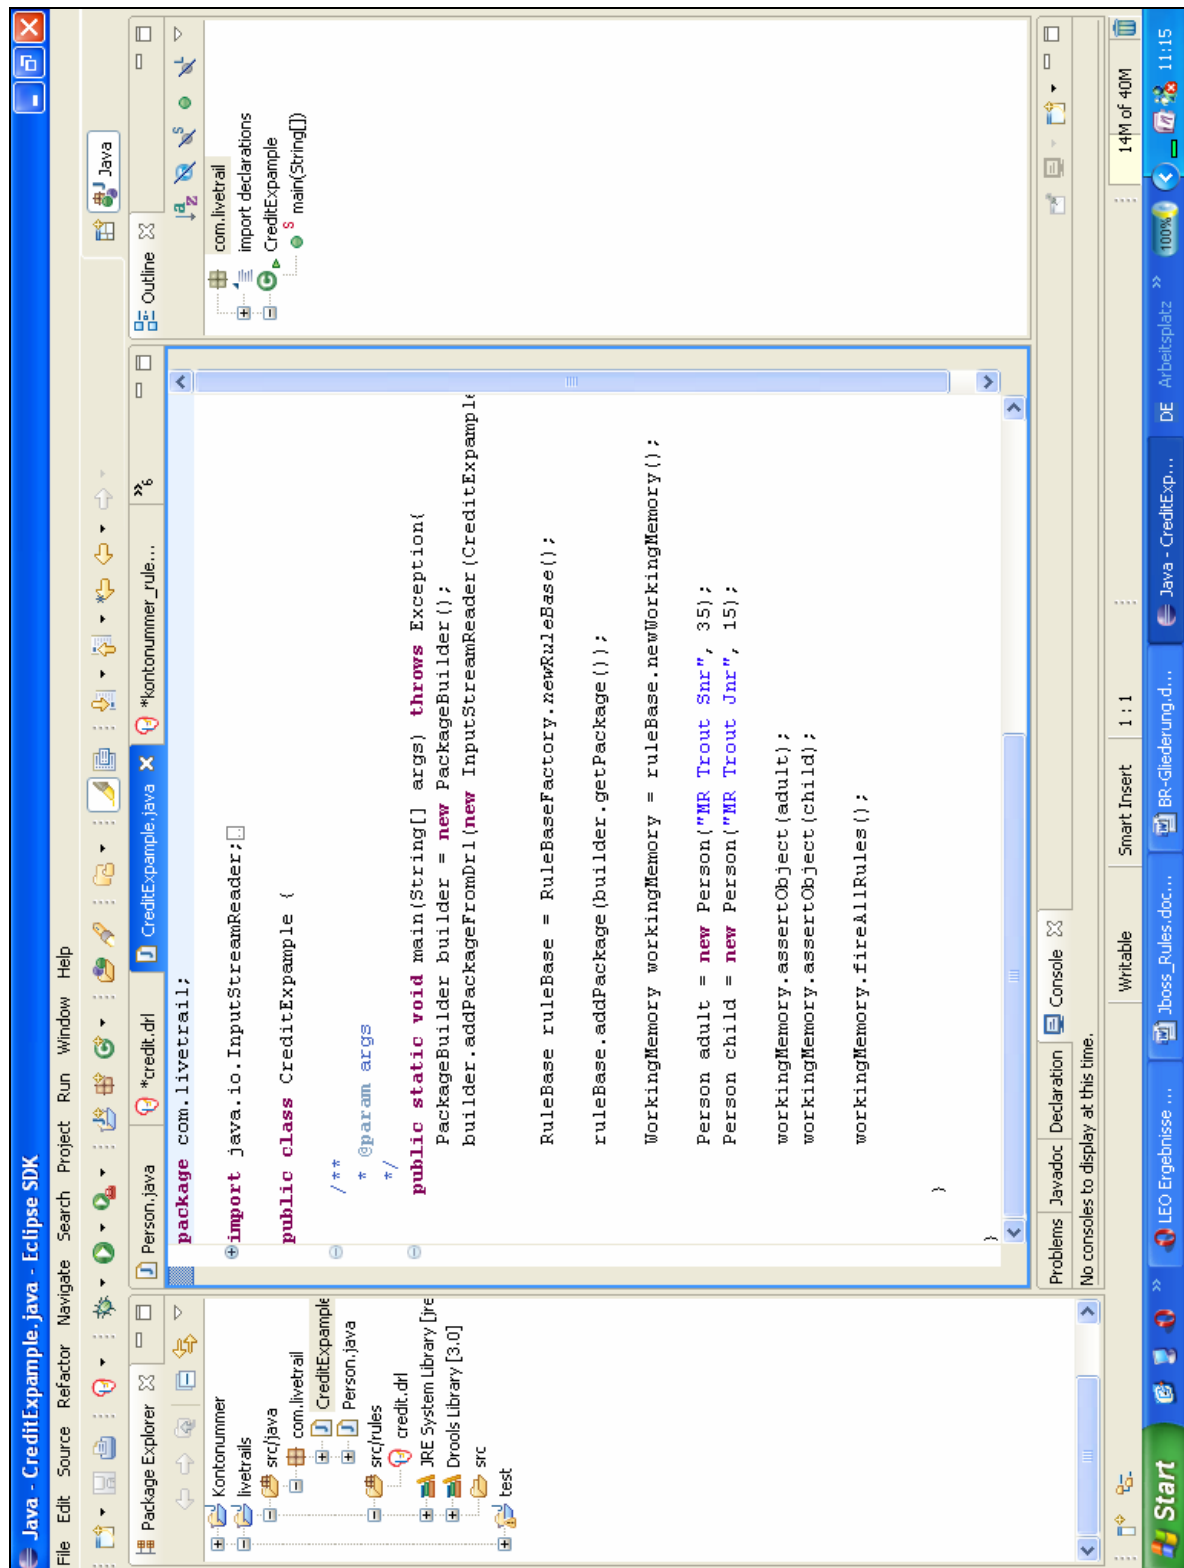 Java - CreditExpample.java - Eclipse SDK
File Edit Source Refactor Navigate Search Project Run Window Help
Java
Package Explorer
Kontonummer
livetrails
src/java
com.livetrail
CreditExpample
Person.java
src/rules
credit.drl
JRE System Library [jre
Drools Library [3.0]
src
test
Person.java
*credit.drl
CreditExpample.java
*kontonummer_rule...
»6
package com.livetrail;
import java.io.InputStreamReader;
public class CreditExpample {
/**
* @param args
*/
public static void main(String[] args) throws Exception{
PackageBuilder builder = new PackageBuilder();
builder.addPackageFromDrl(new InputStreamReader(CreditExpample
RuleBase ruleBase = RuleBaseFactory.newRuleBase();
ruleBase.addPackage(builder.getPackage());
WorkingMemory workingMemory = ruleBase.newWorkingMemory();
Person adult = new Person("MR Trout Snr", 35);
Person child = new Person("MR Trout Jnr", 15);
workingMemory.assertObject(adult);
workingMemory.assertObject(child);
workingMemory.fireAllRules();
}
}
Outline
com.livetrail
import declarations
CreditExpample
S main(String[])
Problems Javadoc Declaration Console
No consoles to display at this time.
Writable Smart Insert 1 : 1 14M of 40M
Start
LEO Ergebnisse ...
Jboss_Rules.doc...
BR-Gliederung.d...
Java - CreditExp...
DE Arbeitsplatz » 100% 11:15